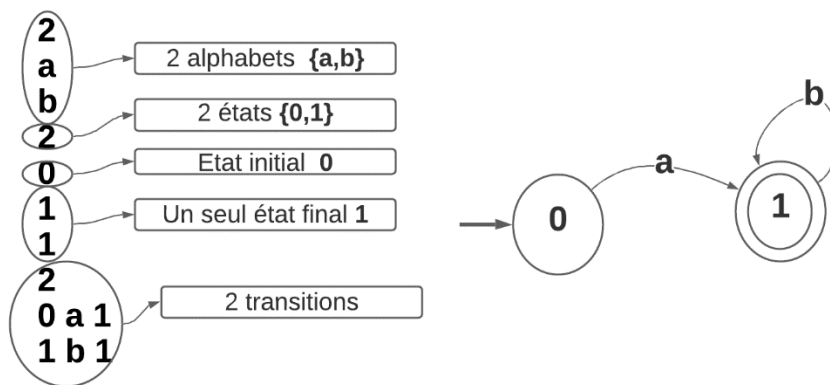 2
a
b
2
0
1
1
2
0 a 1
1 b 1
2 alphabets {a,b}
2 états {0,1}
Etat initial 0
Un seul état final 1
2 transitions
0
a
b
1